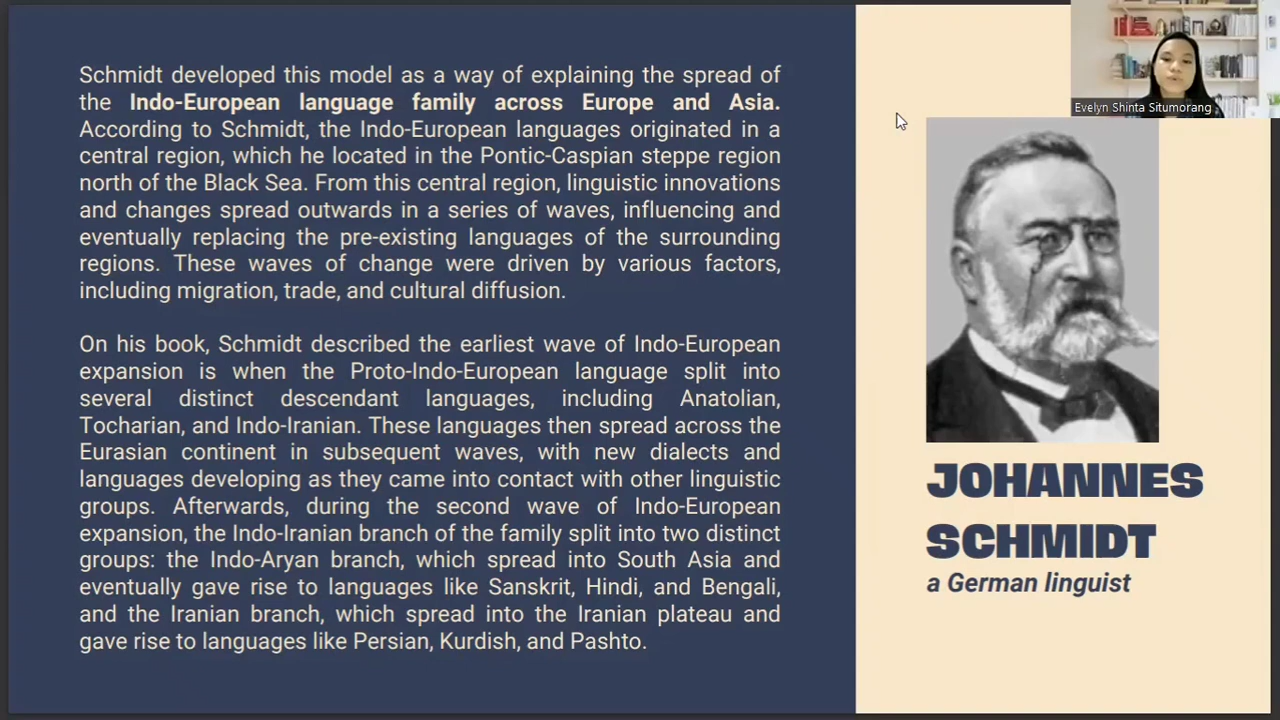 Schmidt developed this model as a way of explaining the spread of
the Indo-European language family across Europe and Asia.
According to Schmidt, the Indo-European languages originated in a
central region, which he located in the Pontic-Caspian steppe region
north of the Black Sea. From this central region, linguistic innovations
and changes spread outwards in a series of waves, influencing and
eventually replacing the pre-existing languages of the surrounding
regions. These waves of change were driven by various factors,
including migration, trade, and cultural diffusion.
On his book, Schmidt described the earliest wave of Indo-European
expansion is when the Proto-Indo-European language split into
several distinct descendant languages, including Anatolian,
Tocharian, and Indo-Iranian. These languages then spread across the
Eurasian continent in subsequent waves, with new dialects and
languages developing as they came into contact with other linguistic
groups. Afterwards, during the second wave of Indo-European
expansion, the Indo-Iranian branch of the family split into two distinct
groups: the Indo-Aryan branch, which spread into South Asia and
eventually gave rise to languages like Sanskrit, Hindi, and Bengali,
and the Iranian branch, which spread into the Iranian plateau and
gave rise to languages like Persian, Kurdish, and Pashto.
Evelyn Shinta Situmorang
JOHANNES
SCHMIDT
a German linguist